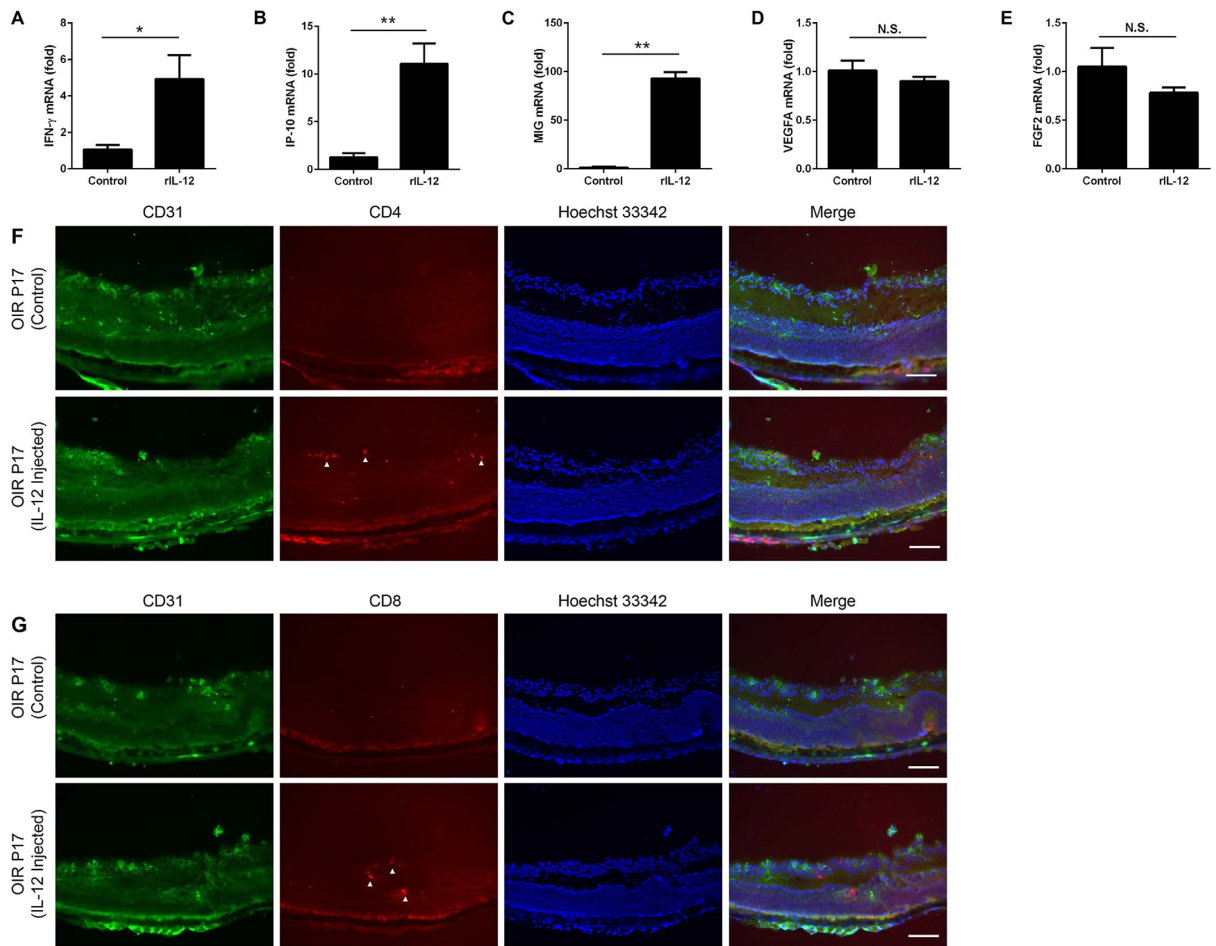 A
IFN-γ mRNA (fold)
8
6
4
2
0
*
Control
rIL-12
B
IP-10 mRNA (fold)
15
10
5
0
**
Control
rIL-12
C
MIG mRNA (fold)
150
100
50
0
**
Control
rIL-12
D
VEGFA mRNA (fold)
1.5
1.0
0.5
0.0
N.S.
Control
rIL-12
E
FGF2 mRNA (fold)
1.5
1.0
0.5
0.0
N.S.
Control
rIL-12
F
CD31
CD4
Hoechst 33342
Merge
OIR P17
(Control)
OIR P17
(IL-12 Injected)
G
CD31
CD8
Hoechst 33342
Merge
OIR P17
(Control)
OIR P17
(IL-12 Injected)